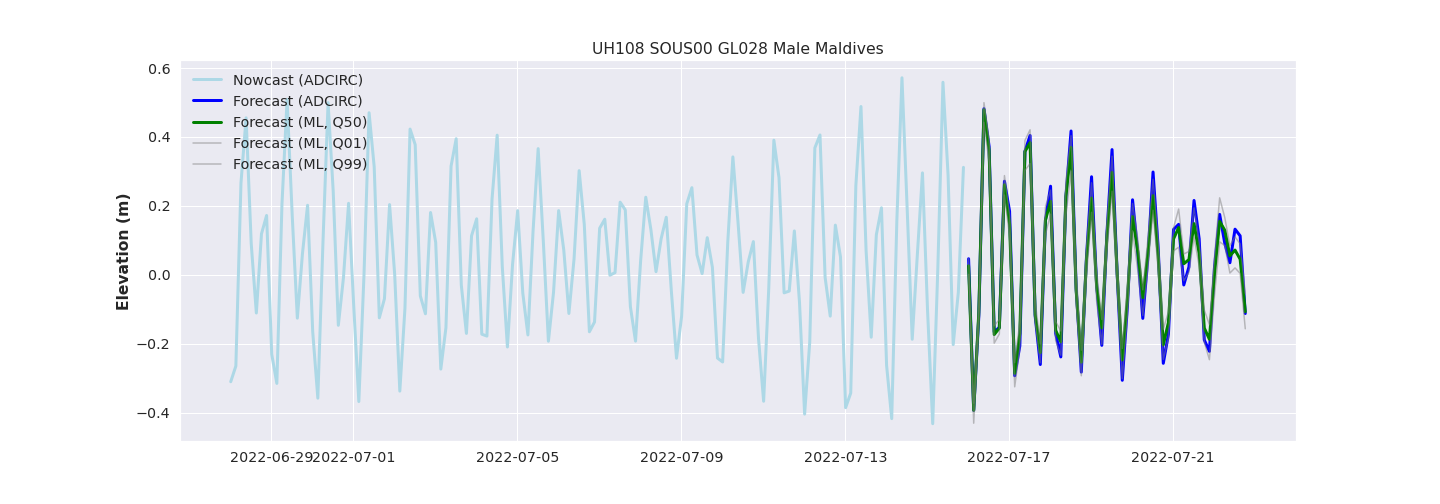 UH108 SOUS00 GL028 Male Maldives
Elevation (m)
0.6
0.4
0.2
0.0
−0.2
−0.4
Nowcast (ADCIRC)
Forecast (ADCIRC)
Forecast (ML, Q50)
Forecast (ML, Q01)
Forecast (ML, Q99)
2022-06-29 2022-07-01 2022-07-05 2022-07-09 2022-07-13 2022-07-17 2022-07-21